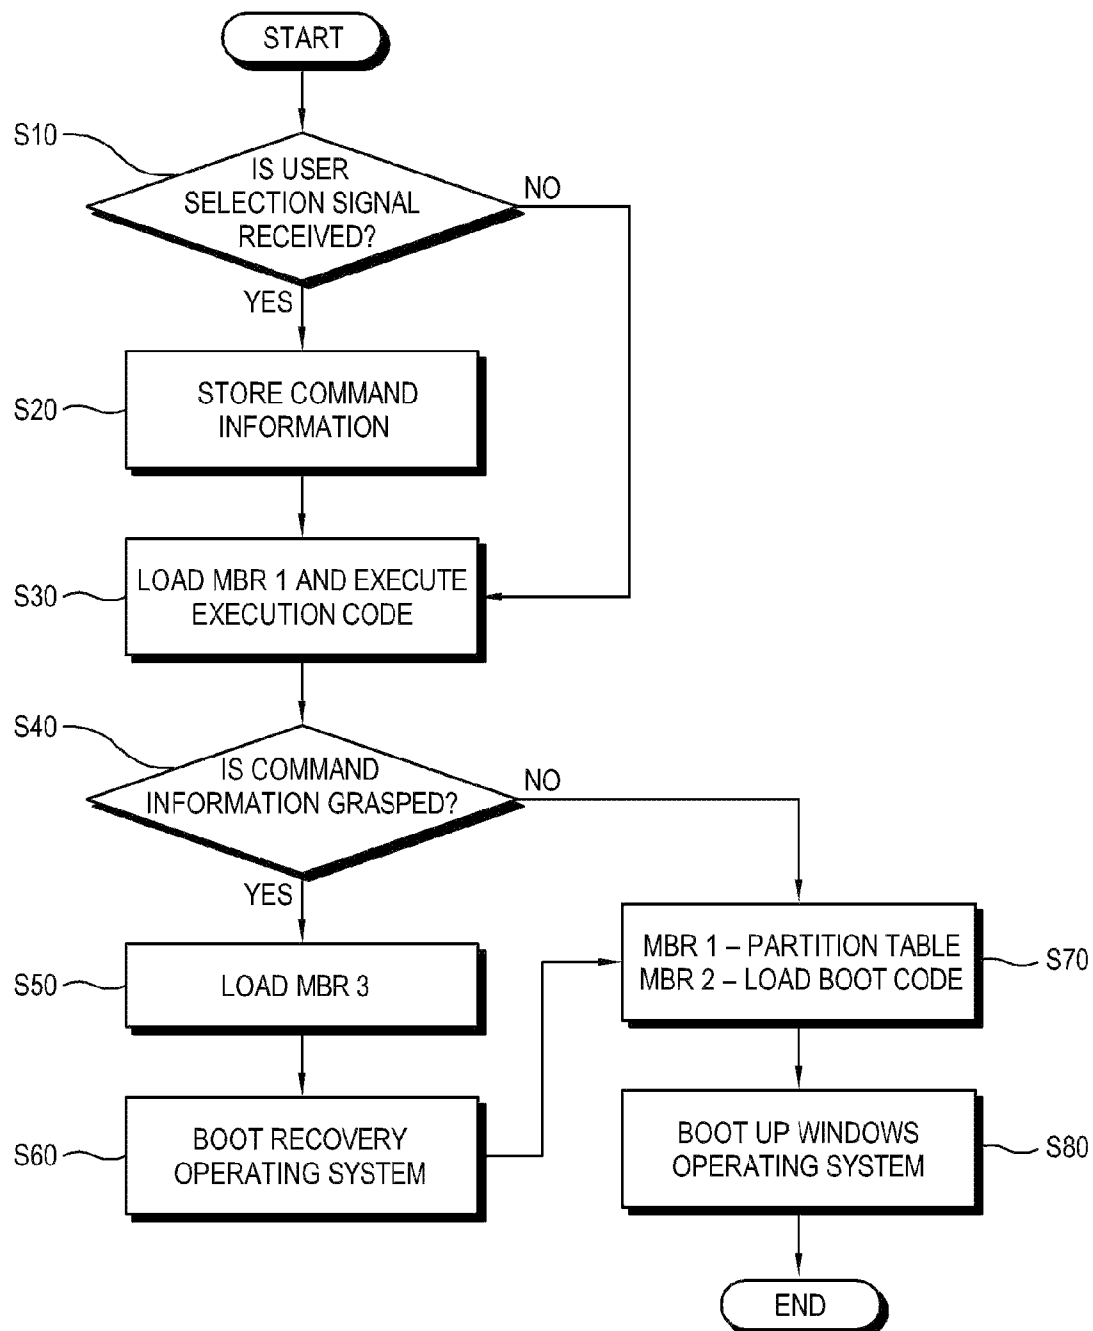 START
S10
IS USER
SELECTION SIGNAL
RECEIVED?
NO
YES
S20
STORE COMMAND
INFORMATION
S30
LOAD MBR 1 AND EXECUTE
EXECUTION CODE
S40
IS COMMAND
INFORMATION GRASPED?
NO
YES
S50
LOAD MBR 3
MBR 1 – PARTITION TABLE
MBR 2 – LOAD BOOT CODE
S70
S60
BOOT RECOVERY
OPERATING SYSTEM
BOOT UP WINDOWS
OPERATING SYSTEM
S80
END